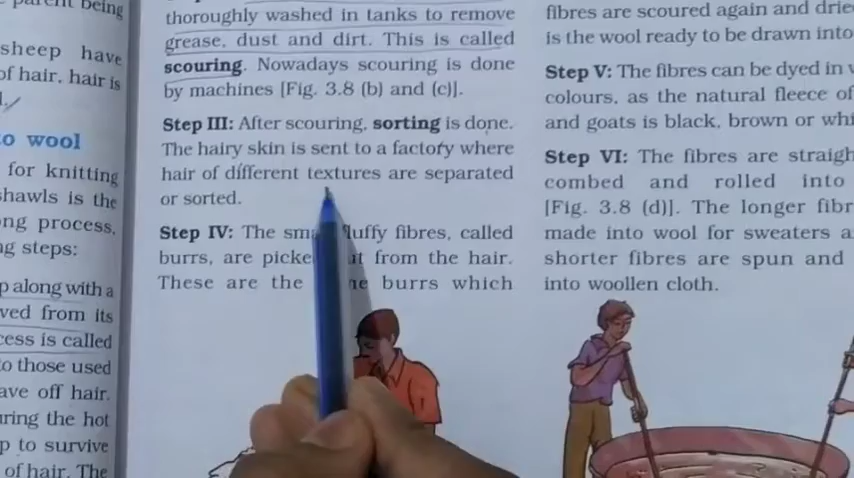 parent being
sheep have
of hair, hair is
to wool
for knitting
shawls is the
ong process,
ng steps:
p along with a
ved from its
cess is called
to those used
ave off hair.
uring the hot
p to survive
of hair. The
thoroughly washed in tanks to remove
grease, dust and dirt. This is called
scouring. Nowadays scouring is done
by machines [Fig. 3.8 (b) and (c)].
Step III: After scouring, sorting is done.
The hairy skin is sent to a factory where
hair of different textures are separated
or sorted.
Step IV: The sma fluffy fibres, called
burrs, are picke ut from the hair.
These are the me burrs which
fibres are scoured again and drie
is the wool ready to be drawn into
Step V: The fibres can be dyed in v
colours, as the natural fleece of
and goats is black, brown or whi
Step VI: The fibres are straigh
combed and rolled into
[Fig. 3.8 (d)]. The longer fibr
made into wool for sweaters a
shorter fibres are spun and
into woollen cloth.